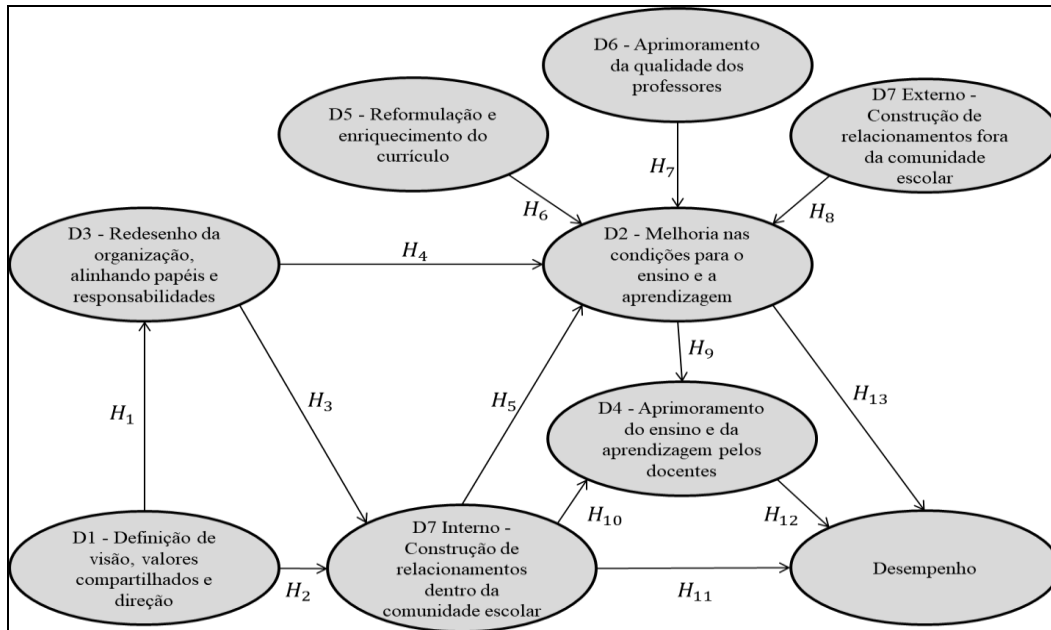 D6 - Aprimoramento
da qualidade dos
professores
D5 - Reformulação e
enriquecimento do
currículo
D7 Externo -
Construção de
relacionamentos fora
da comunidade
escolar
H7
H6
H8
D3 - Redesenho da
organização,
alinhando papéis e
responsabilidades
H4
D2 - Melhoria nas
condições para o
ensino e a
aprendizagem
H9
H1
H3
H5
H13
D4 - Aprimoramento
do ensino e da
aprendizagem pelos
docentes
H10
H12
D1 - Definição de
visão, valores
compartilhados e
direção
H2
D7 Interno -
Construção de
relacionamentos
dentro da
comunidade escolar
H11
Desempenho